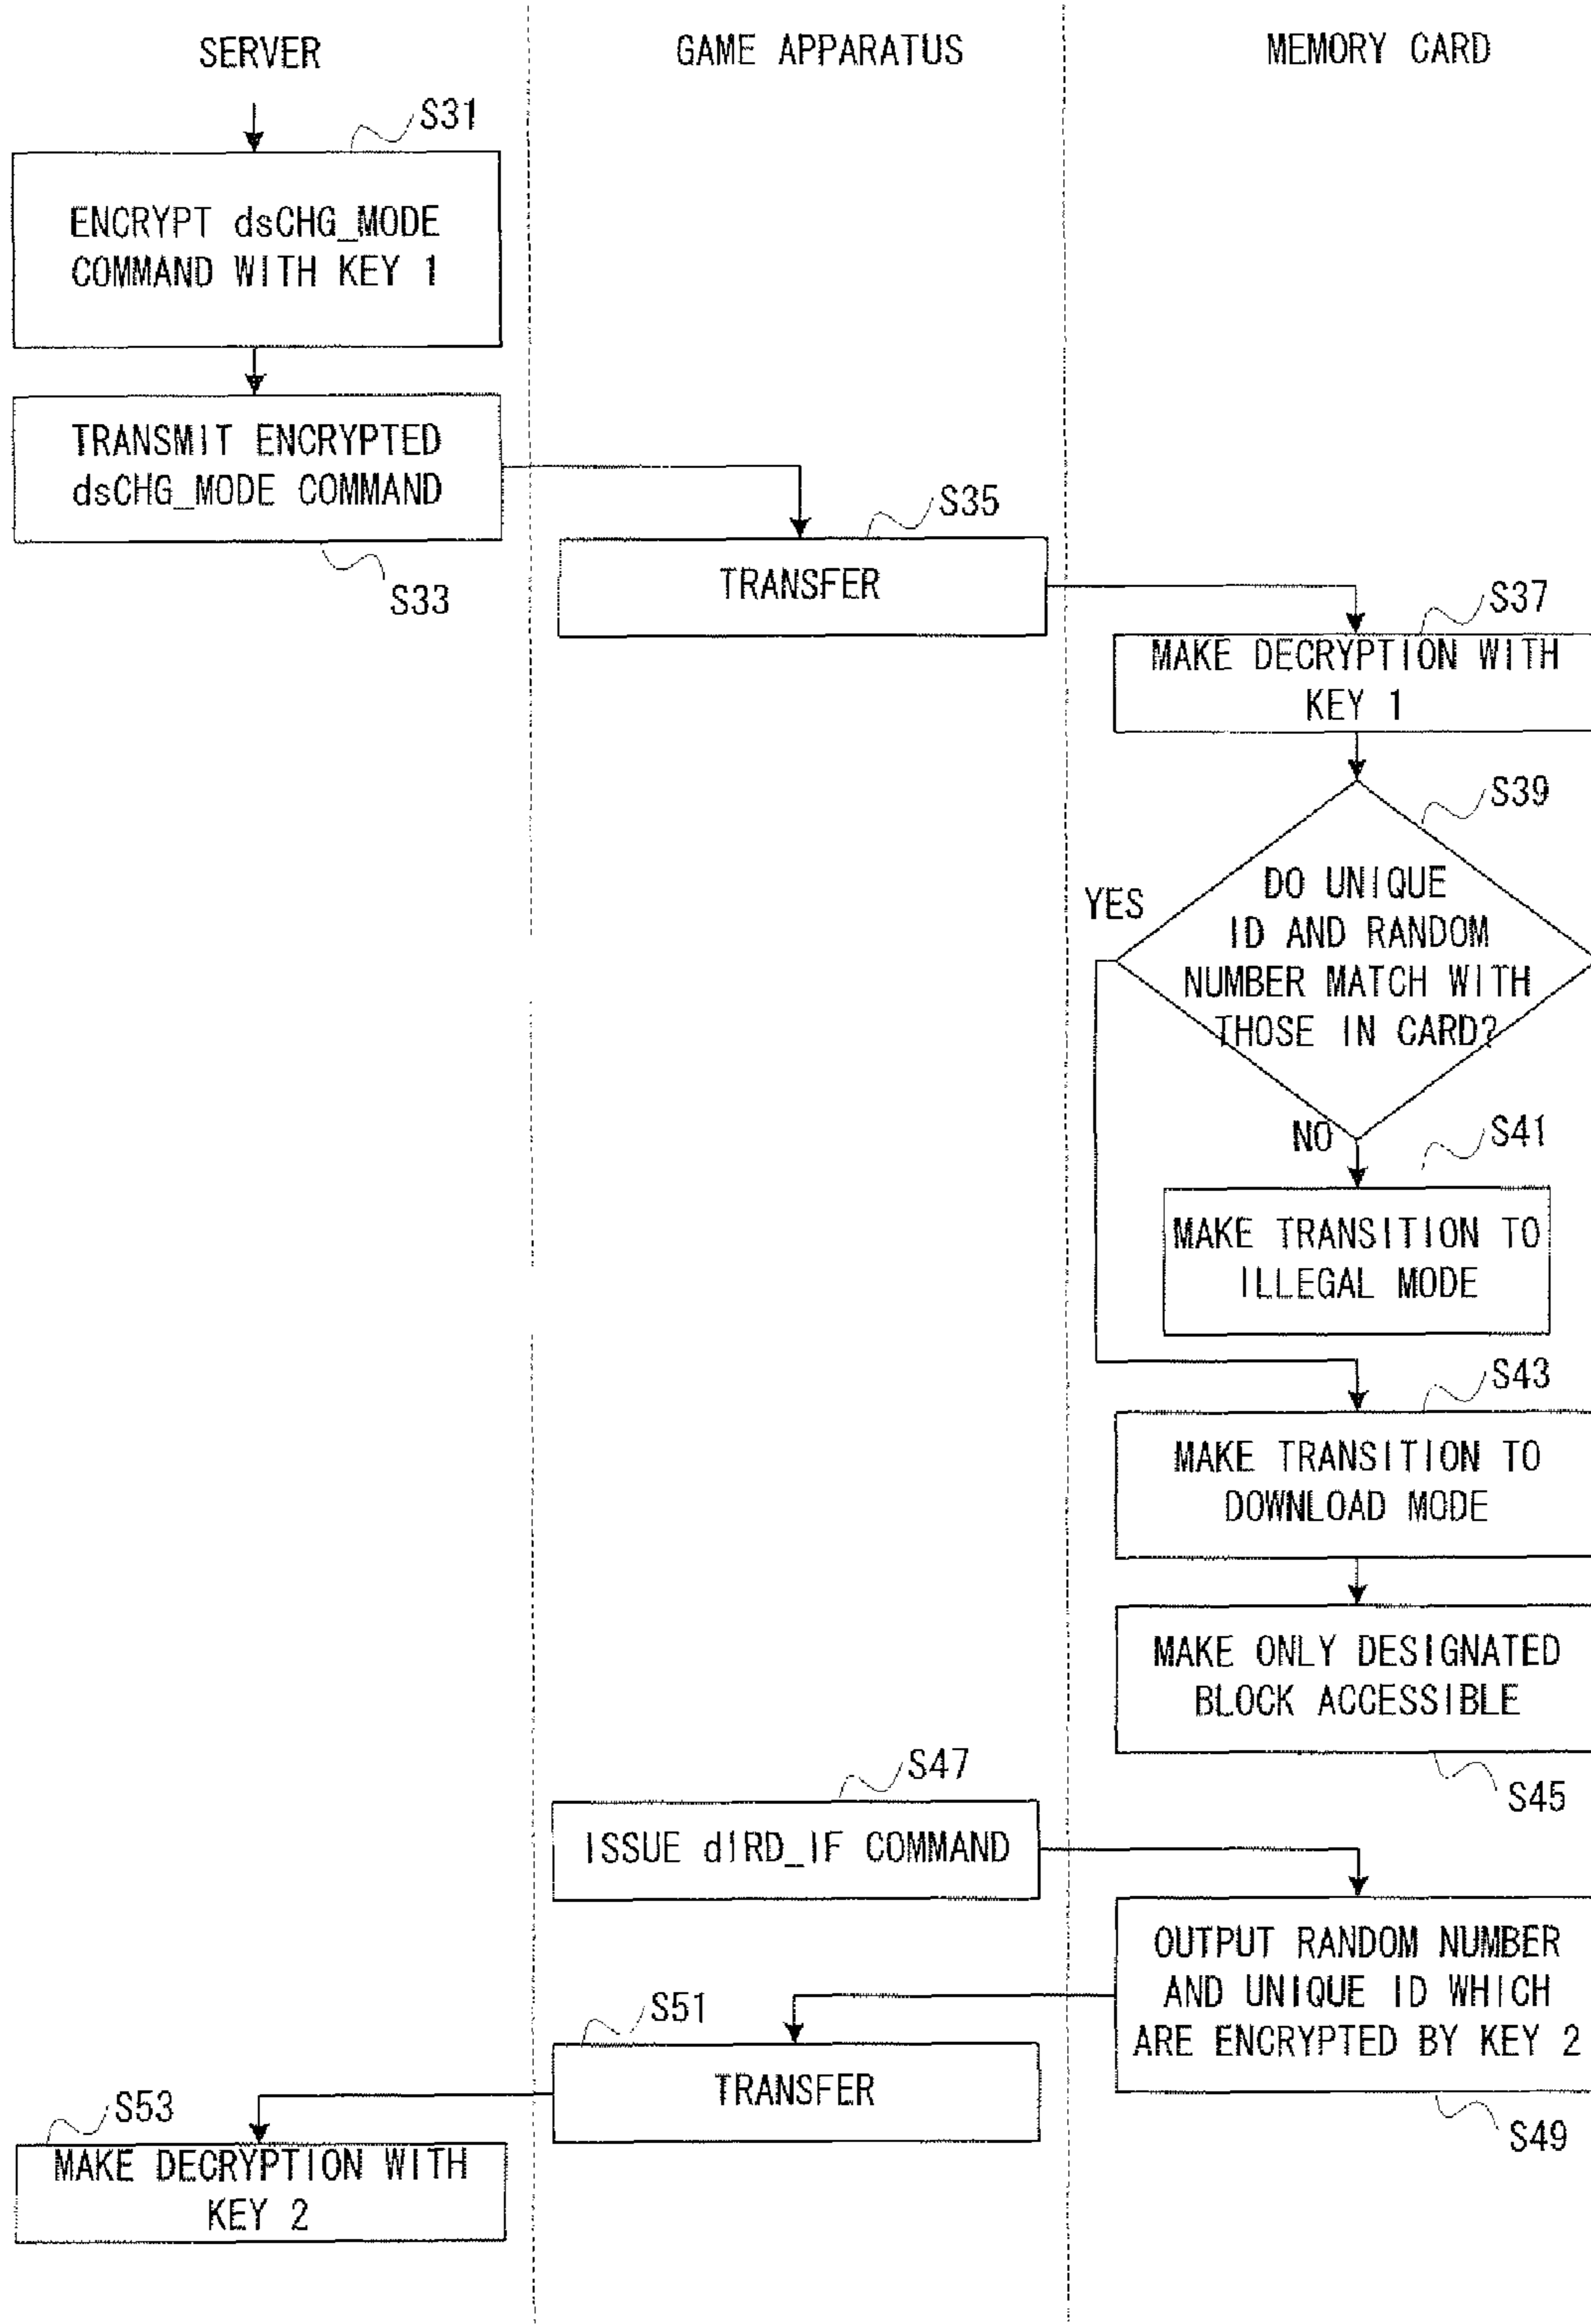 SERVER
GAME APPARATUS
MEMORY CARD
S31
ENCRYPT dsCHG_MODE
COMMAND WITH KEY 1
TRANSMIT ENCRYPTED
dsCHG_MODE COMMAND
S33
S35
TRANSFER
S37
MAKE DECRYPTION WITH
KEY 1
S39
DO UNIQUE
ID AND RANDOM
NUMBER MATCH WITH
THOSE IN CARD?
YES
NO
S41
MAKE TRANSITION TO
ILLEGAL MODE
S43
MAKE TRANSITION TO
DOWNLOAD MODE
MAKE ONLY DESIGNATED
BLOCK ACCESSIBLE
S45
S47
ISSUE dlRD_IF COMMAND
OUTPUT RANDOM NUMBER
AND UNIQUE ID WHICH
ARE ENCRYPTED BY KEY 2
S49
S51
TRANSFER
S53
MAKE DECRYPTION WITH
KEY 2